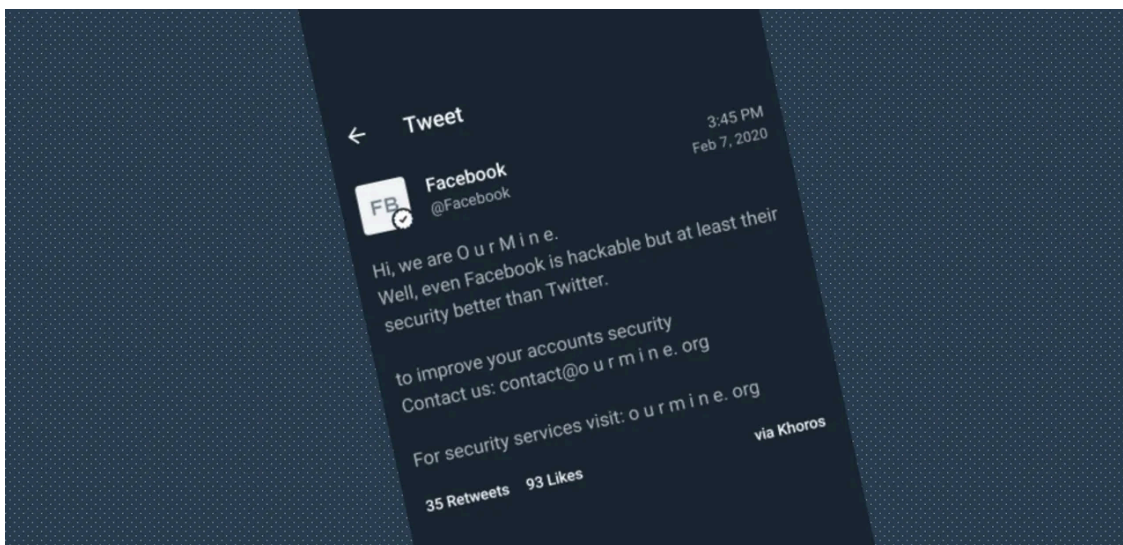 Tweet
3:45 PM
Feb 7, 2020
FB
Facebook
@Facebook
Hi, we are O u r M i n e.
Well, even Facebook is hackable but at least their
security better than Twitter.
to improve your accounts security
Contact us: contact@o u r m i n e. org
For security services visit: o u r m i n e. org
via Khoros
35 Retweets 93 Likes